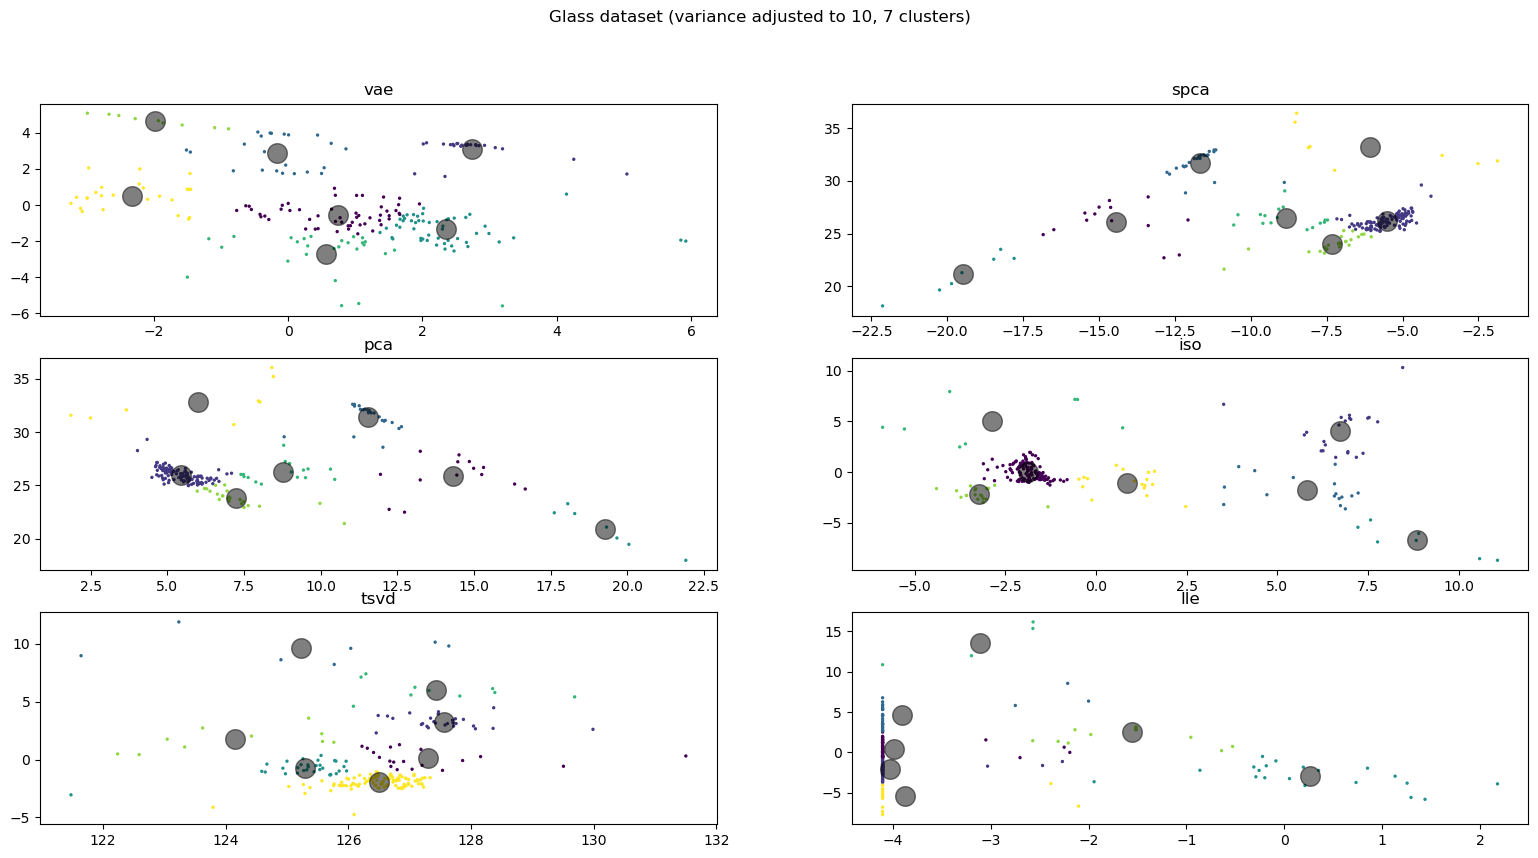 Glass dataset (variance adjusted to 10, 7 clusters)
vae
4
2
0
−2
−4
−6
−2 0 2 4 6
spca
35
30
25
20
−22.5 −20.0 −17.5 −15.0 −12.5 −10.0 −7.5 −5.0 −2.5
pca
35
30
25
20
2.5 5.0 7.5 10.0 12.5 15.0 17.5 20.0 22.5
iso
10
5
0
−5
−5.0 −2.5 0.0 2.5 5.0 7.5 10.0
tsvd
10
5
0
−5
122 124 126 128 130 132
lle
15
10
5
0
−5
−4 −3 −2 −1 0 1 2